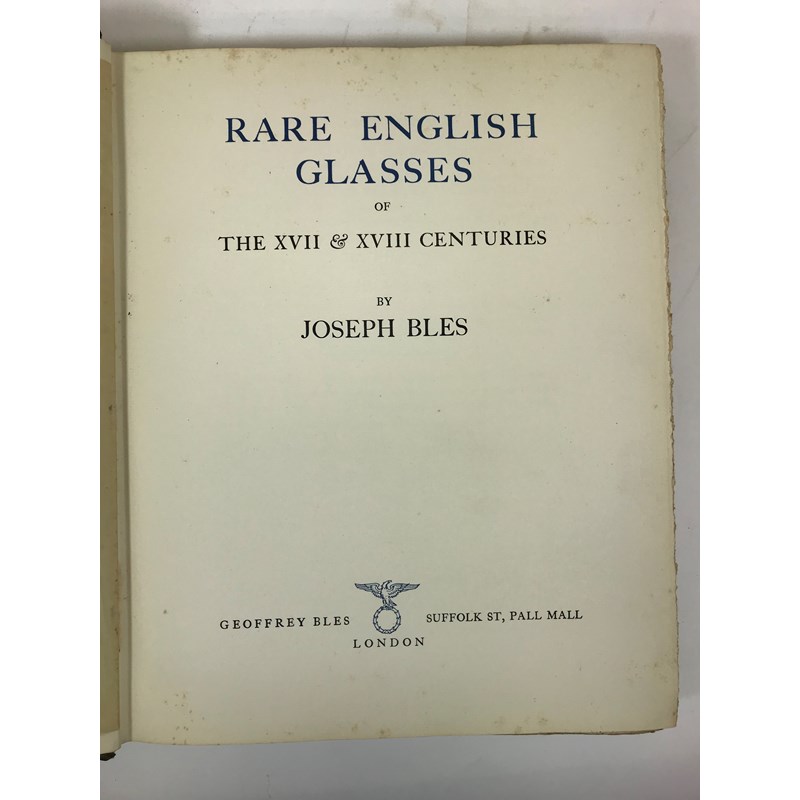 RARE ENGLISH
GLASSES
OF
THE XVII & XVIII CENTURIES
BY
JOSEPH BLES
GEOFFREY BLES SUFFOLK ST, PALL MALL
LONDON